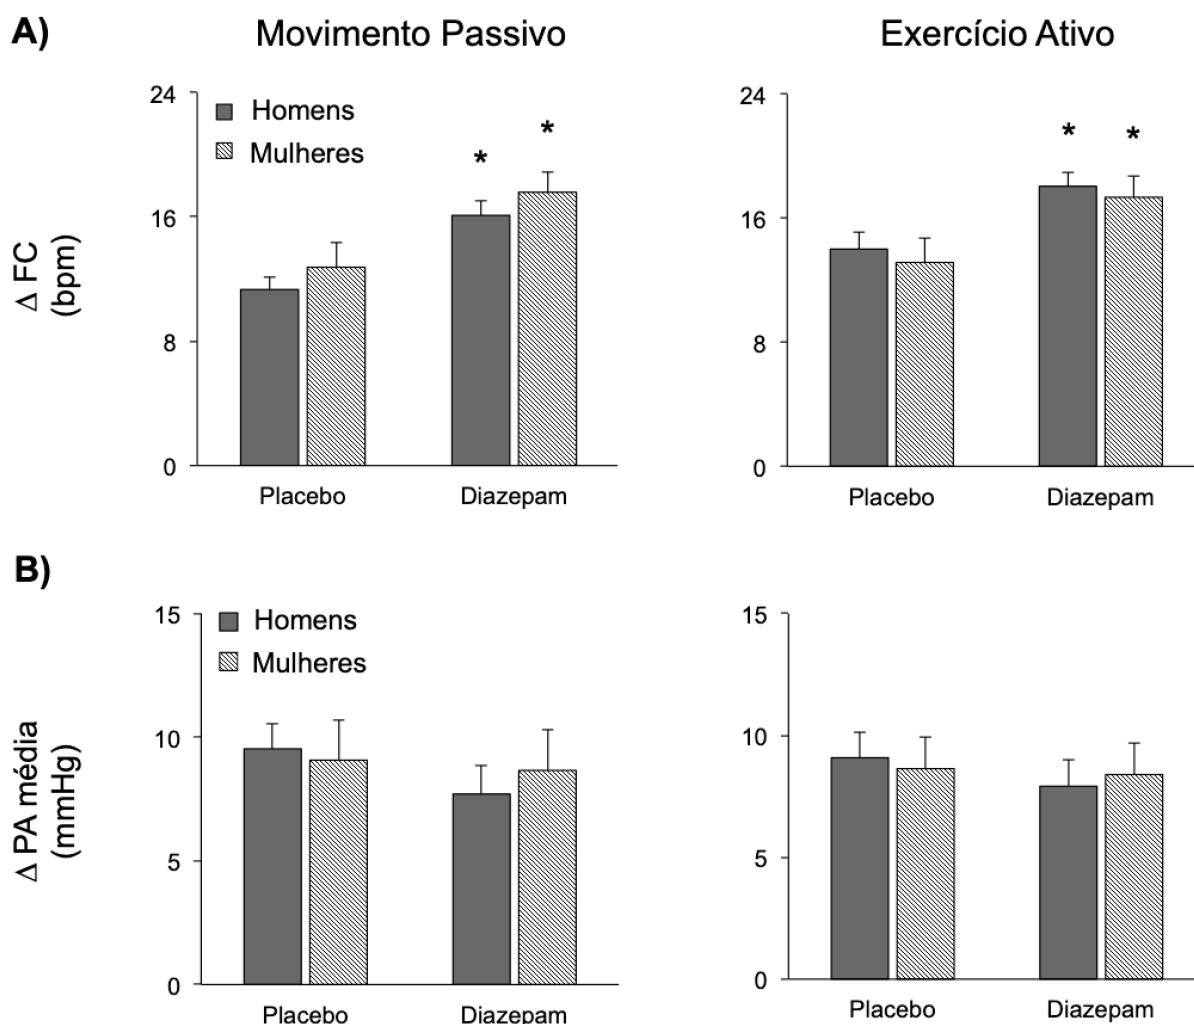 A)
Movimento Passivo
Exercício Ativo
Δ FC
(bpm)
24
16
8
0
Homens
Mulheres
*
*
Placebo
Diazepam
24
16
8
0
*
*
Placebo
Diazepam
B)
Δ PA média
(mmHg)
15
10
5
0
Homens
Mulheres
Placebo
Diazepam
15
10
5
0
Placebo
Diazepam